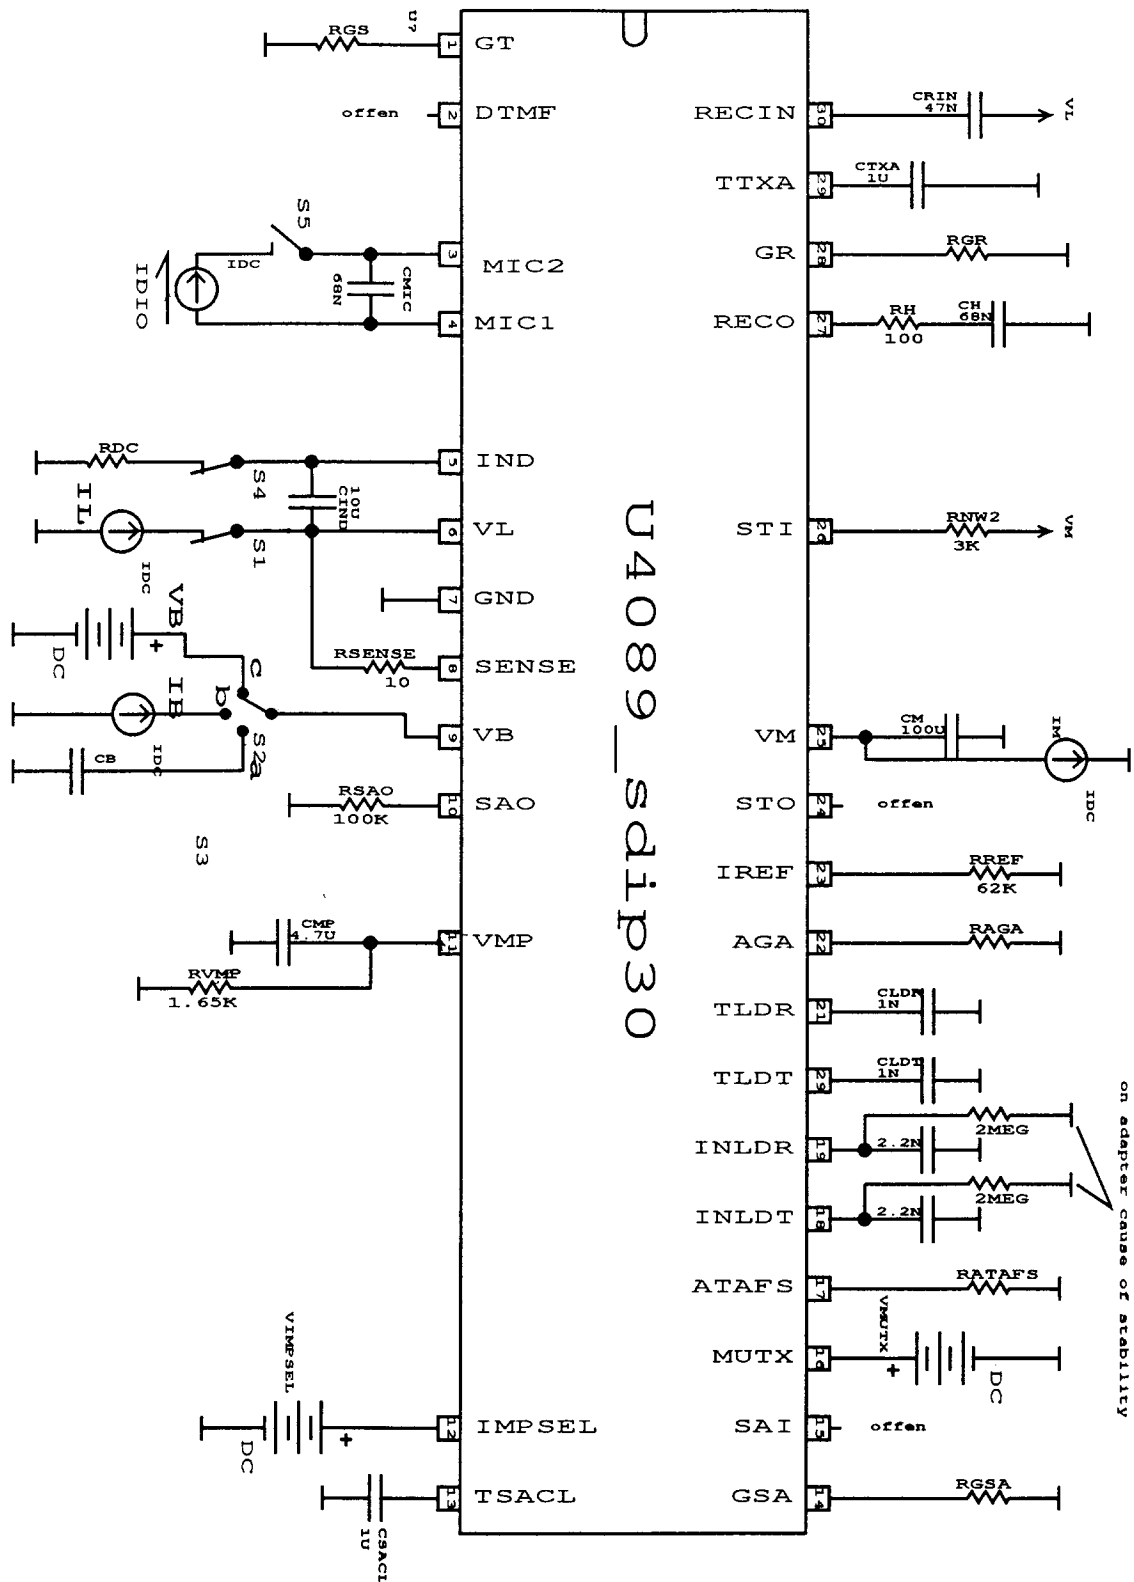 U?
RGS
1
GT
offen
2
DTMF
S5
IDC
IDIO
CMIC
68N
3
MIC2
4
MIC1
RDC
S4
IL
IDC
S1
10U
CIND
5
IND
6
VL
7
GND
RSENSE
10
8
SENSE
VB
+
DC
c
b
IB
IDC
S2a
CB
9
VB
RSAO
100K
10
SAO
S3
CMP
4.7U
11
VMP
RVMP
1.65K
VIMPSEL
DC
+
12
IMPSEL
CSACL
1U
13
TSACL
U4089_sdip30
RECIN
30
CRIN
47N
VL
TTXA
29
CTXA
1U
GR
28
RGR
RECO
27
RH
100
CH
68N
STI
26
RNW2
3K
VM
VM
25
CM
100U
IM
IDC
STO
24
offen
IREF
23
RREF
62K
AGA
22
RAGA
TLDR
21
CLDR
1N
TLDT
29
CLDT
1N
2MEG
INLDR
19
2.2N
2MEG
INLDT
18
2.2N
on adapter cause of stability
ATAFS
17
RATAFS
MUTX
16
VMUTX
+
DC
SAI
15
offen
GSA
14
RGSA